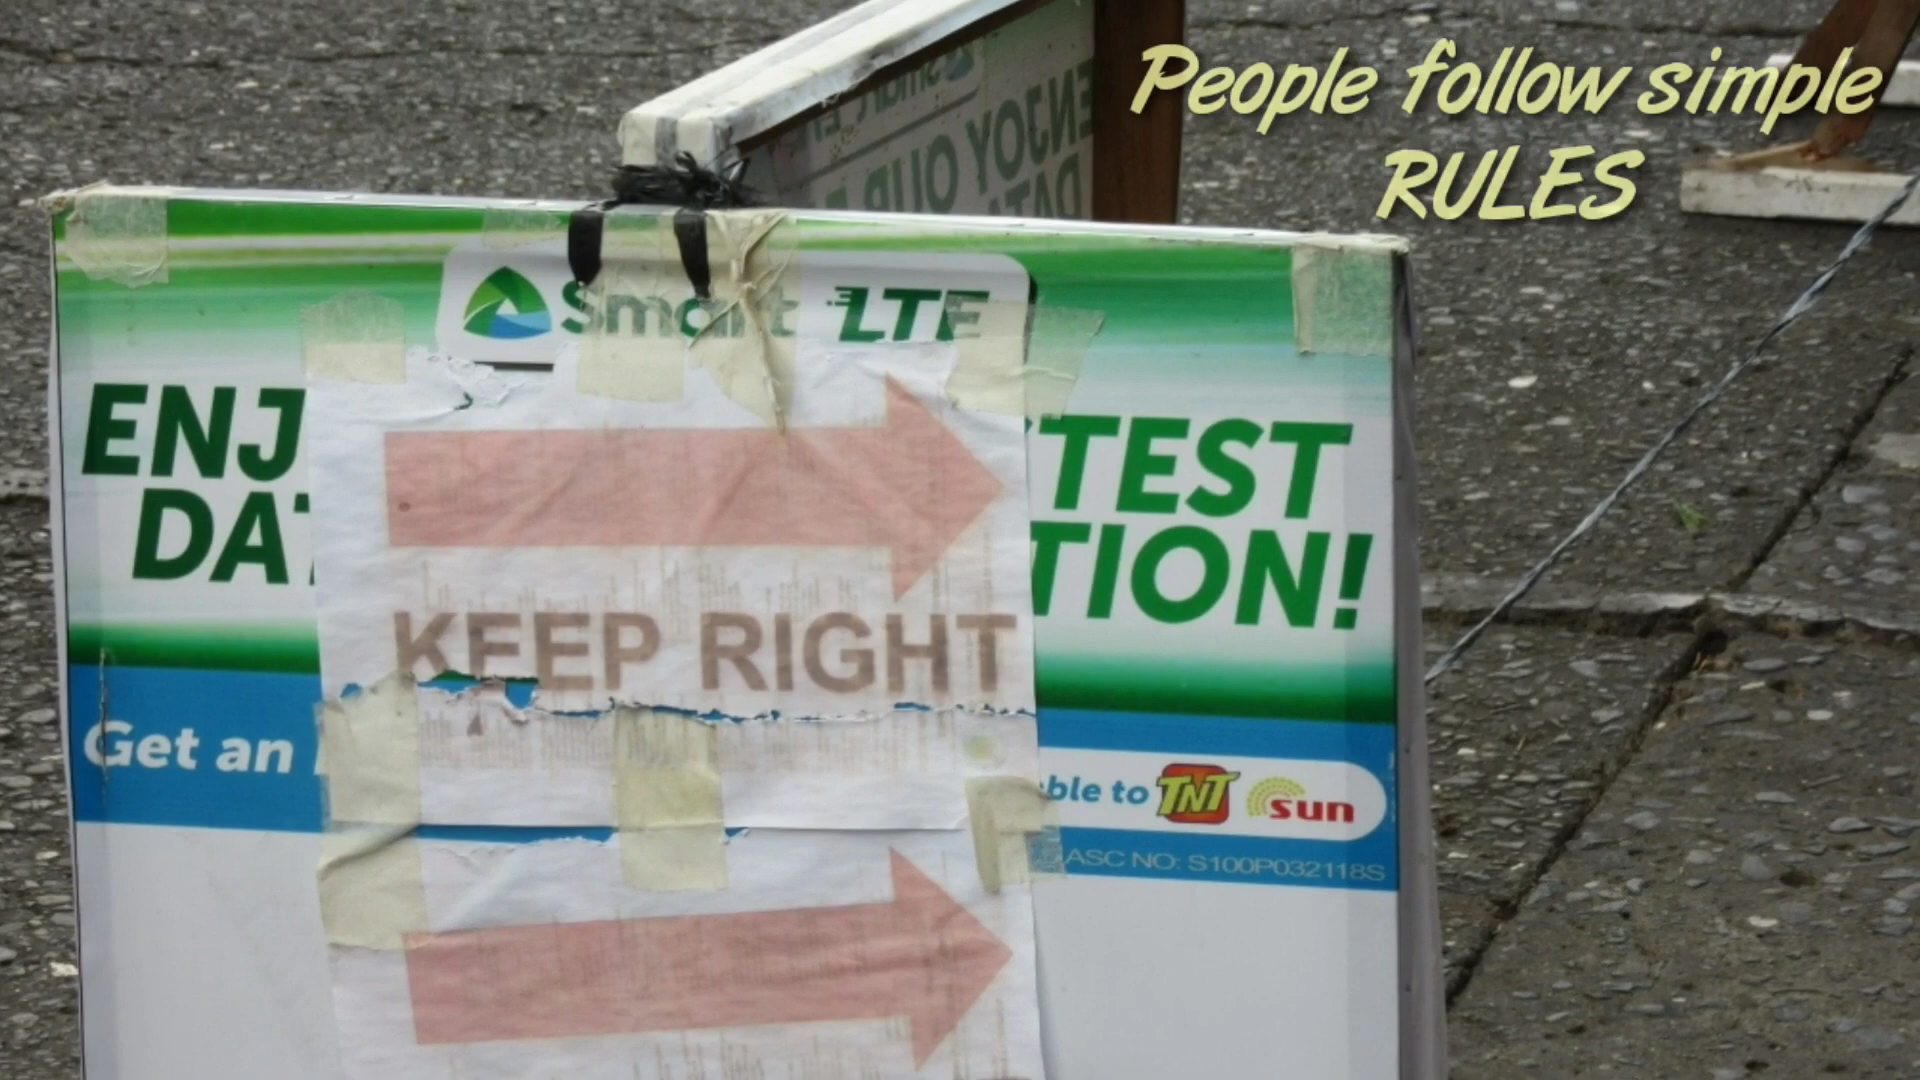 People follow simple
RULES
Smart LTE
ENJ TEST
DAT TION!
KEEP RIGHT
Get an
ble to TNT sun
ASC NO: S100P032118S